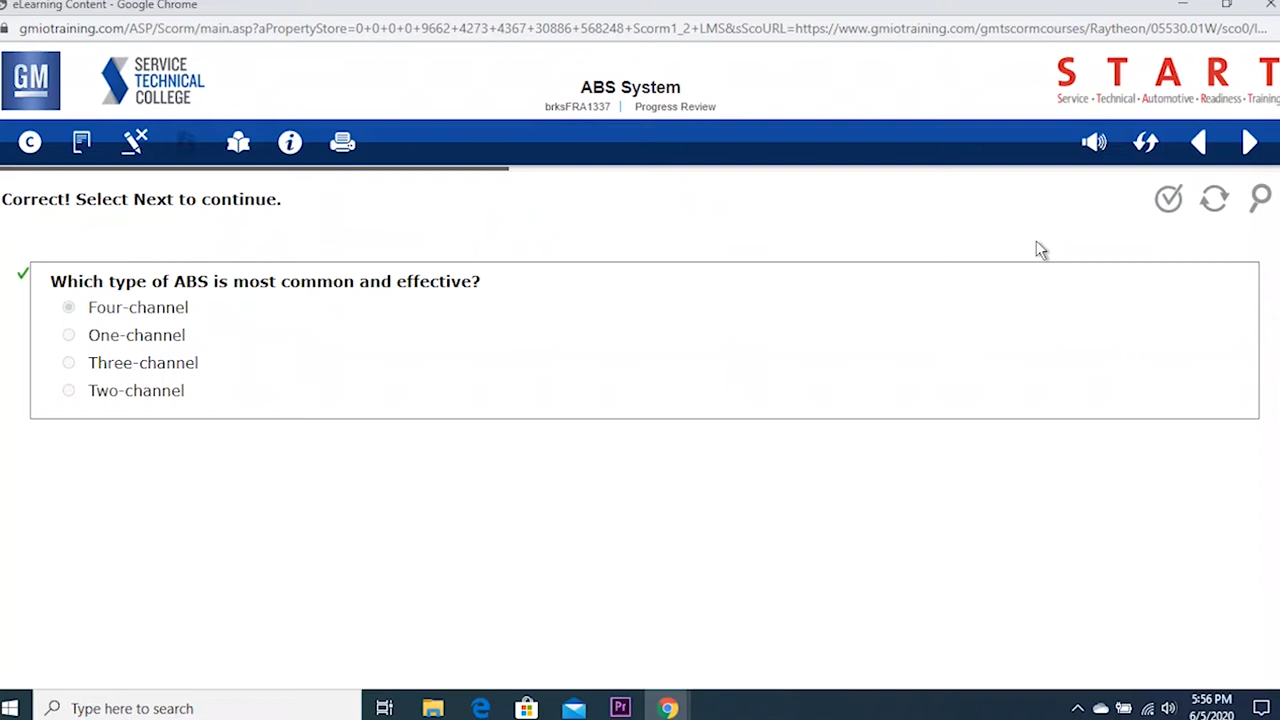 eLearning Content - Google Chrome
gmiotraining.com/ASP/Scorm/main.asp?aPropertyStore=0+0+0+0+9662+4273+4367+30886+568248+Scorm1_2+LMS&sScoURL=https://www.gmiotraining.com/gmtscormcourses/Raytheon/05530.01W/sco0/l...
GM
SERVICE
TECHNICAL
COLLEGE
ABS System
brksFRA1337 | Progress Review
START
Service • Technical • Automotive • Readiness • Training
C
i
Correct! Select Next to continue.
Which type of ABS is most common and effective?
Four-channel
One-channel
Three-channel
Two-channel
Type here to search
Pr
5:56 PM
6/5/2020